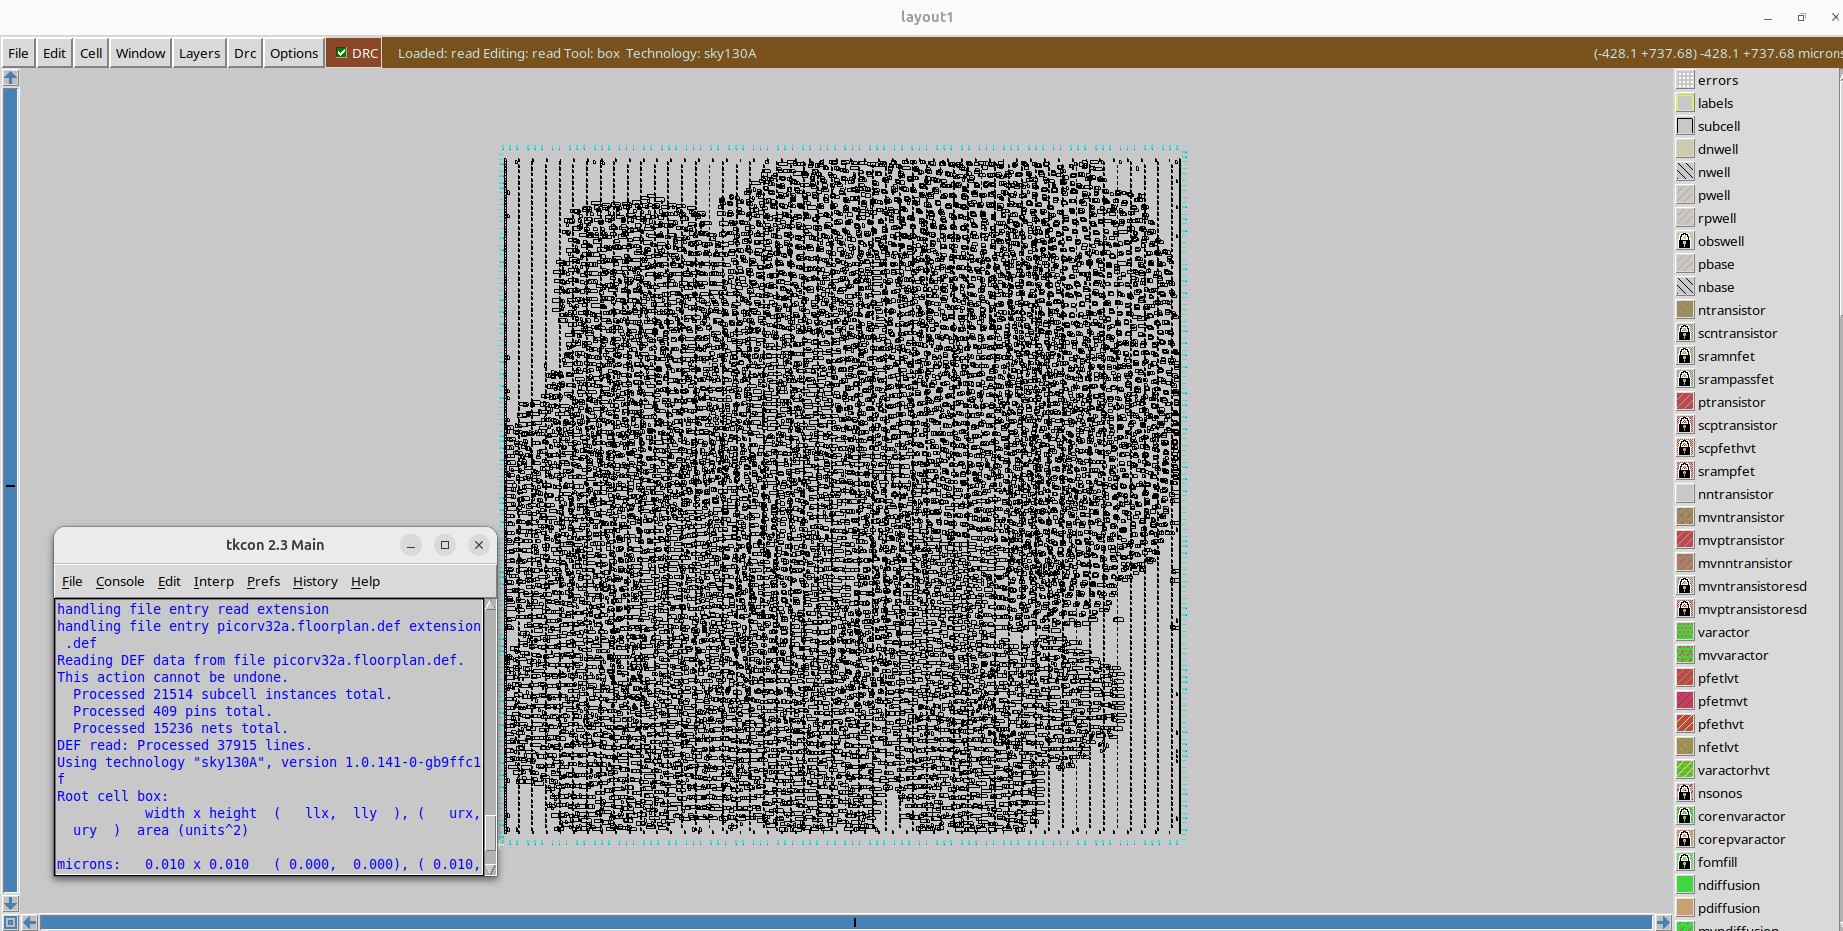 layout1
File Edit Cell Window Layers Drc Options DRC Loaded: read Editing: read Tool: box Technology: sky130A (-428.1 +737.68) -428.1 +737.68 microns
errors
labels
subcell
dnwell
nwell
pwell
rpwell
obswell
pbase
nbase
ntransistor
scntransistor
sramnfet
srampassfet
ptransistor
scptransistor
scpfethvt
srampfet
nntransistor
mvntransistor
mvptransistor
mvnntransistor
mvntransistoresd
mvptransistoresd
varactor
mvvaractor
pfetlvt
pfetmvt
pfethvt
nfetlvt
varactorhvt
nsonos
corenvaractor
corepvaractor
fomfill
ndiffusion
pdiffusion
mvndiffusion
tkcon 2.3 Main
File Console Edit Interp Prefs History Help
handling file entry read extension
handling file entry picorv32a.floorplan.def extension
.def
Reading DEF data from file picorv32a.floorplan.def.
This action cannot be undone.
Processed 21514 subcell instances total.
Processed 409 pins total.
Processed 15236 nets total.
DEF read: Processed 37915 lines.
Using technology "sky130A", version 1.0.141-0-gb9ffc1
f
Root cell box:
width x height ( llx, lly ), ( urx,
ury ) area (units^2)
microns: 0.010 x 0.010 ( 0.000, 0.000), ( 0.010,